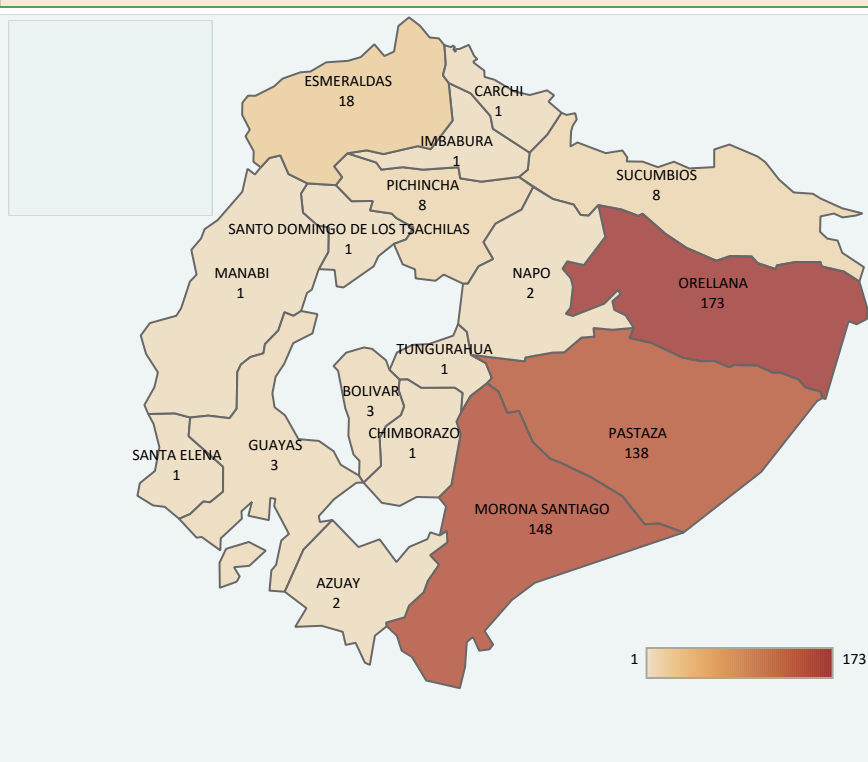 ESMERALDAS
18
CARCHI
1
IMBABURA
1
PICHINCHA
8
SUCUMBIOS
8
SANTO DOMINGO DE LOS TSACHILAS
1
MANABI
1
NAPO
2
ORELLANA
173
TUNGURAHUA
1
BOLIVAR
3
CHIMBORAZO
1
SANTA ELENA
1
GUAYAS
3
PASTAZA
138
MORONA SANTIAGO
148
AZUAY
2
1
173